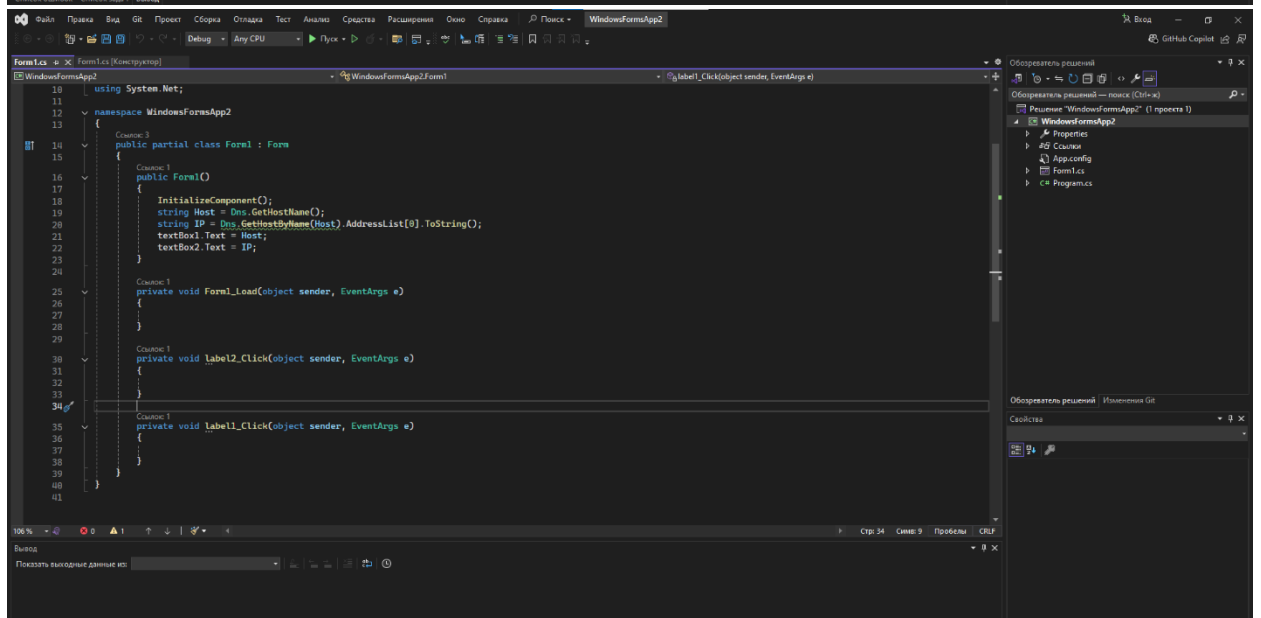 Файл Правка Вид Git Проект Сборка Отладка Тест Анализ Средства Расширения Окно Справка Поиск WindowsFormsApp2 Вход
Debug Any CPU Пуск GitHub Copilot
Form1.cs Form1.cs [Конструктор]
WindowsFormsApp2 WindowsFormsApp2.Form1 label1_Click(object sender, EventArgs e)
10 using System.Net;
11
12 namespace WindowsFormsApp2
13 {
Ссылок: 3
14 public partial class Form1 : Form
15 {
Ссылок: 1
16 public Form1()
17 {
18 InitializeComponent();
19 string Host = Dns.GetHostName();
20 string IP = Dns.GetHostByName(Host).AddressList[0].ToString();
21 textBox1.Text = Host;
22 textBox2.Text = IP;
23 }
24
Ссылок: 1
25 private void Form1_Load(object sender, EventArgs e)
26 {
27
28 }
29
Ссылок: 1
30 private void label2_Click(object sender, EventArgs e)
31 {
32
33 }
34
Ссылок: 1
35 private void label1_Click(object sender, EventArgs e)
36 {
37
38 }
39 }
40 }
41
106 % 0 1 Стр: 34 Симв: 9 Пробелы CRLF
Вывод
Показать выходные данные из:
Обозреватель решений
Обозреватель решений — поиск (Ctrl+ж)
Решение "WindowsFormsApp2" (1 проекта 1)
WindowsFormsApp2
Properties
Ссылки
App.config
Form1.cs
C# Program.cs
Обозреватель решений Изменения Git
Свойства